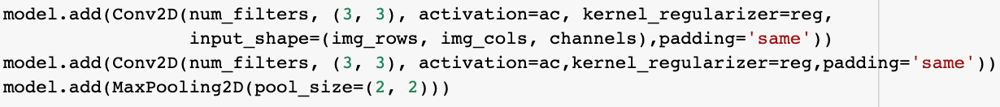 model.add(Conv2D(num_filters, (3, 3), activation=ac, kernel_regularizer=reg,
                 input_shape=(img_rows, img_cols, channels),padding='same'))
model.add(Conv2D(num_filters, (3, 3), activation=ac,kernel_regularizer=reg,padding='same'))
model.add(MaxPooling2D(pool_size=(2, 2)))